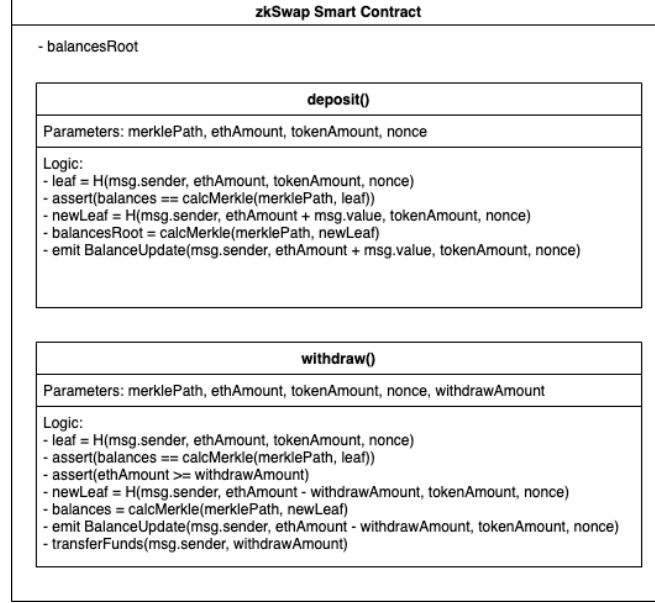 zkSwap Smart Contract
- balancesRoot
deposit()
Parameters: merklePath, ethAmount, tokenAmount, nonce
Logic:
- leaf = H(msg.sender, ethAmount, tokenAmount, nonce)
- assert(balances == calcMerkle(merklePath, leaf))
- newLeaf = H(msg.sender, ethAmount + msg.value, tokenAmount, nonce)
- balancesRoot = calcMerkle(merklePath, newLeaf)
- emit BalanceUpdate(msg.sender, ethAmount + msg.value, tokenAmount, nonce)
withdraw()
Parameters: merklePath, ethAmount, tokenAmount, nonce, withdrawAmount
Logic:
- leaf = H(msg.sender, ethAmount, tokenAmount, nonce)
- assert(balances == calcMerkle(merklePath, leaf))
- assert(ethAmount >= withdrawAmount)
- newLeaf = H(msg.sender, ethAmount - withdrawAmount, tokenAmount, nonce)
- balances = calcMerkle(merklePath, newLeaf)
- emit BalanceUpdate(msg.sender, ethAmount - withdrawAmount, tokenAmount, nonce)
- transferFunds(msg.sender, withdrawAmount)